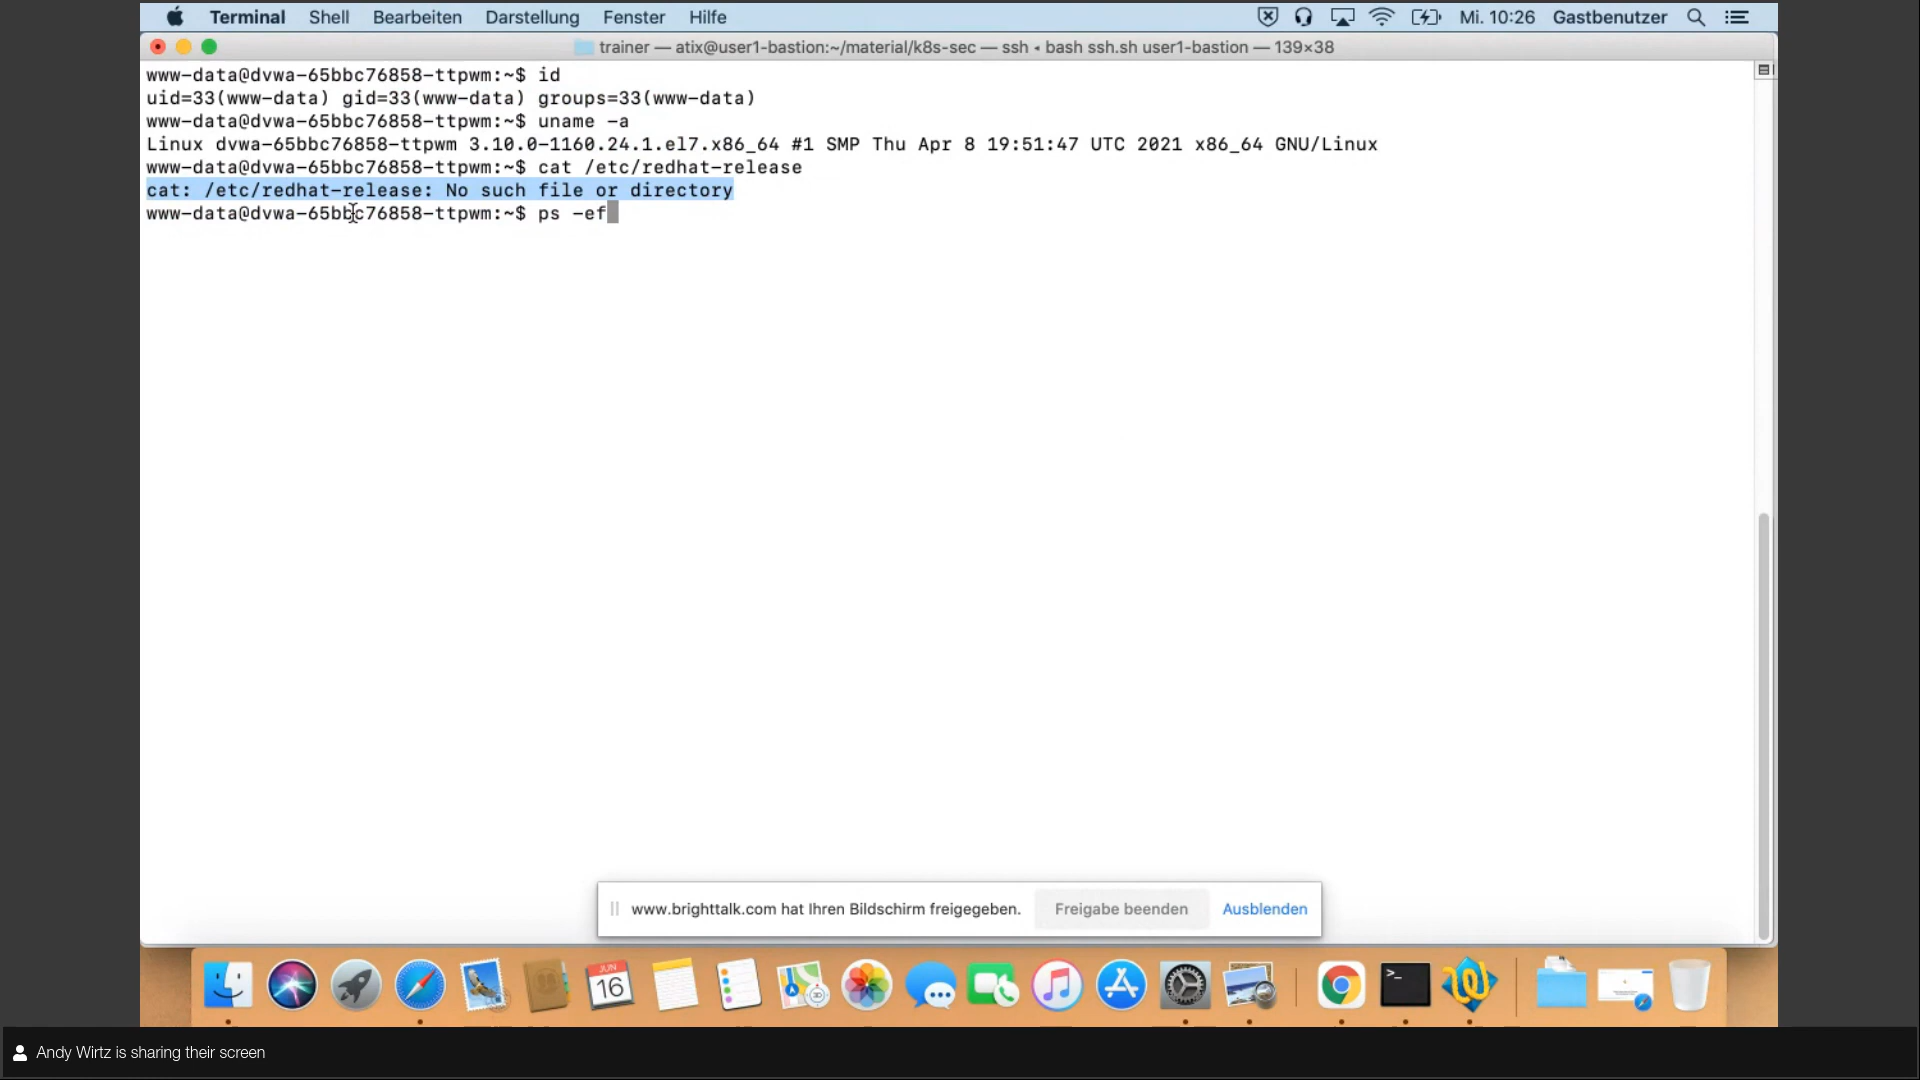 Terminal Shell Bearbeiten Darstellung Fenster Hilfe Mi. 10:26 Gastbenutzer
trainer — atix@user1-bastion:~/material/k8s-sec — ssh ◂ bash ssh.sh user1-bastion — 139×38
www-data@dvwa-65bbc76858-ttpwm:~$ id
uid=33(www-data) gid=33(www-data) groups=33(www-data)
www-data@dvwa-65bbc76858-ttpwm:~$ uname -a
Linux dvwa-65bbc76858-ttpwm 3.10.0-1160.24.1.el7.x86_64 #1 SMP Thu Apr 8 19:51:47 UTC 2021 x86_64 GNU/Linux
www-data@dvwa-65bbc76858-ttpwm:~$ cat /etc/redhat-release
cat: /etc/redhat-release: No such file or directory
www-data@dvwa-65bbc76858-ttpwm:~$ ps -ef
www.brighttalk.com hat Ihren Bildschirm freigegeben. Freigabe beenden Ausblenden
JUN
16
Andy Wirtz is sharing their screen